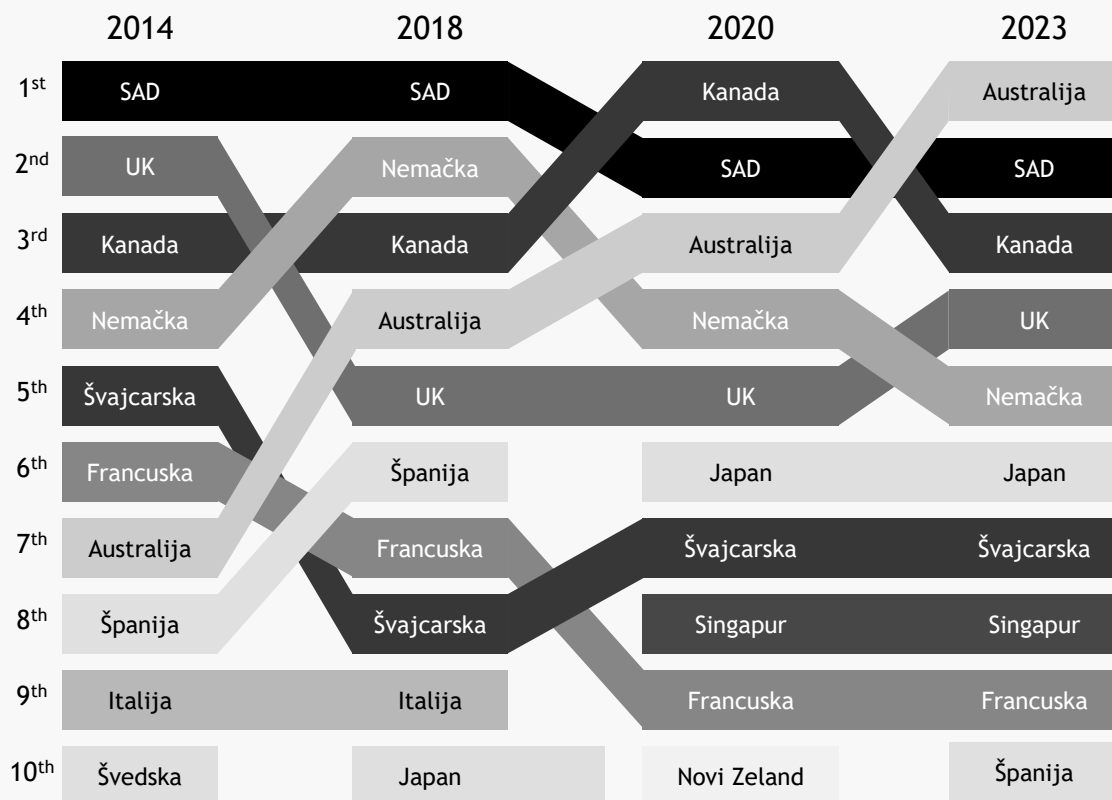 2014 2018 2020 2023
1st SAD SAD Kanada Australija
2nd UK Nemačka SAD SAD
3rd Kanada Kanada Australija Kanada
4th Nemačka Australija Nemačka UK
5th Švajcarska UK UK Nemačka
6th Francuska Španija Japan Japan
7th Australija Francuska Švajcarska Švajcarska
8th Španija Švajcarska Singapur Singapur
9th Italija Italija Francuska Francuska
10th Švedska Japan Novi Zeland Španija